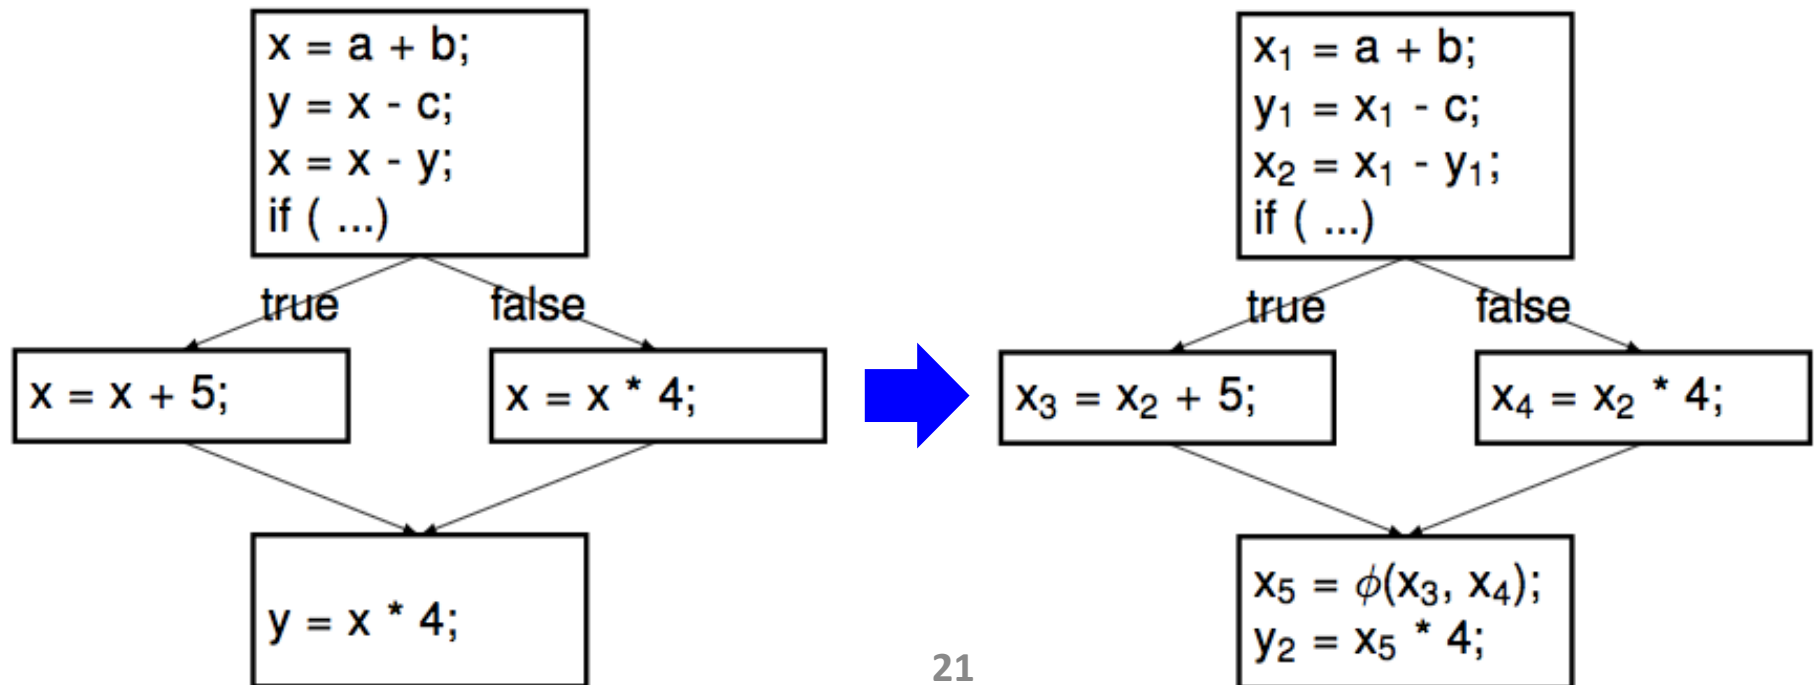 x = a + b;
y = x - c;
x = x - y;
if ( ...)
true
false
x = x + 5;
x = x * 4;
y = x * 4;
x₁ = a + b;
y₁ = x₁ - c;
x₂ = x₁ - y₁;
if ( ...)
true
false
x₃ = x₂ + 5;
x₄ = x₂ * 4;
x₅ = ϕ(x₃, x₄);
y₂ = x₅ * 4;
21